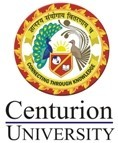 CONNECTING THROUGH KNOWLEDGE
Centurion
UNIVERSITY